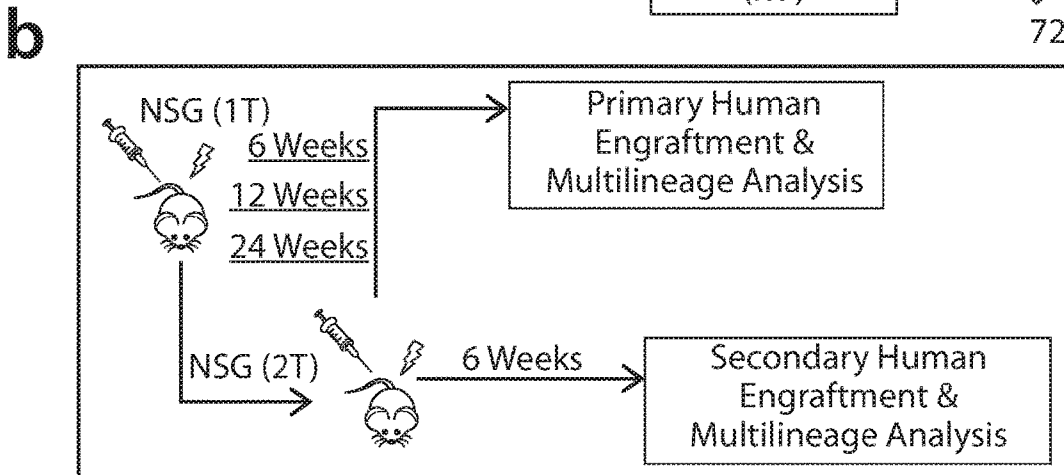 b
72
NSG (1T)
6 Weeks
12 Weeks
24 Weeks
Primary Human
Engraftment &
Multilineage Analysis
NSG (2T)
6 Weeks
Secondary Human
Engraftment &
Multilineage Analysis